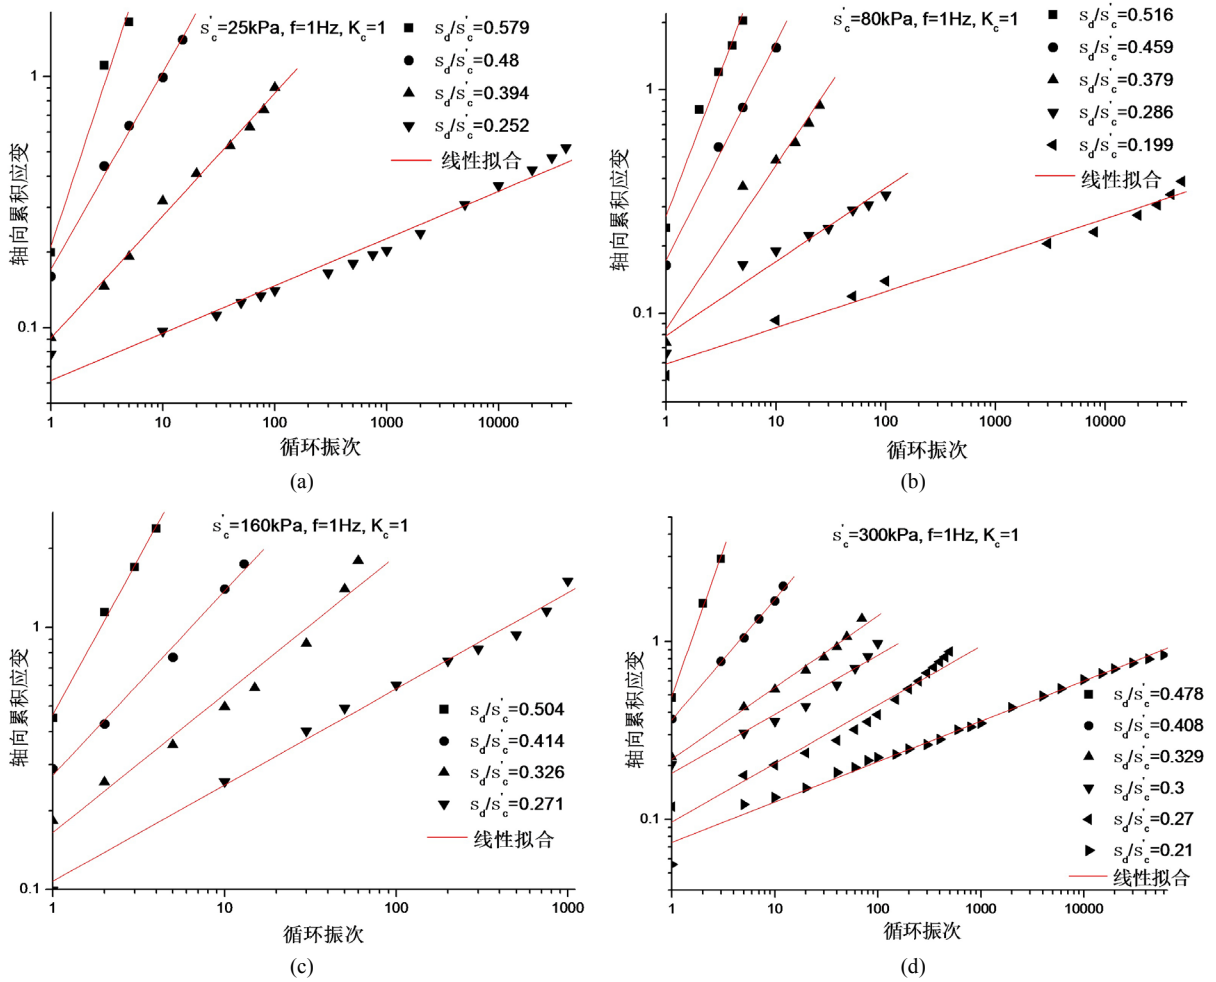 s'c=25kPa, f=1Hz, Kc=1
sd/s'c=0.579
sd/s'c=0.48
sd/s'c=0.394
sd/s'c=0.252
线性拟合
轴向累积应变
1
0.1
1 10 100 1000 10000
循环振次
(a)
s'c=80kPa, f=1Hz, Kc=1
sd/s'c=0.516
sd/s'c=0.459
sd/s'c=0.379
sd/s'c=0.286
sd/s'c=0.199
线性拟合
轴向累积应变
1
0.1
1 10 100 1000 10000
循环振次
(b)
s'c=160kPa, f=1Hz, Kc=1
sd/s'c=0.504
sd/s'c=0.414
sd/s'c=0.326
sd/s'c=0.271
线性拟合
轴向累积应变
1
0.1
1 10 100 1000
循环振次
(c)
s'c=300kPa, f=1Hz, Kc=1
sd/s'c=0.478
sd/s'c=0.408
sd/s'c=0.329
sd/s'c=0.3
sd/s'c=0.27
sd/s'c=0.21
线性拟合
轴向累积应变
1
0.1
1 10 100 1000 10000
循环振次
(d)